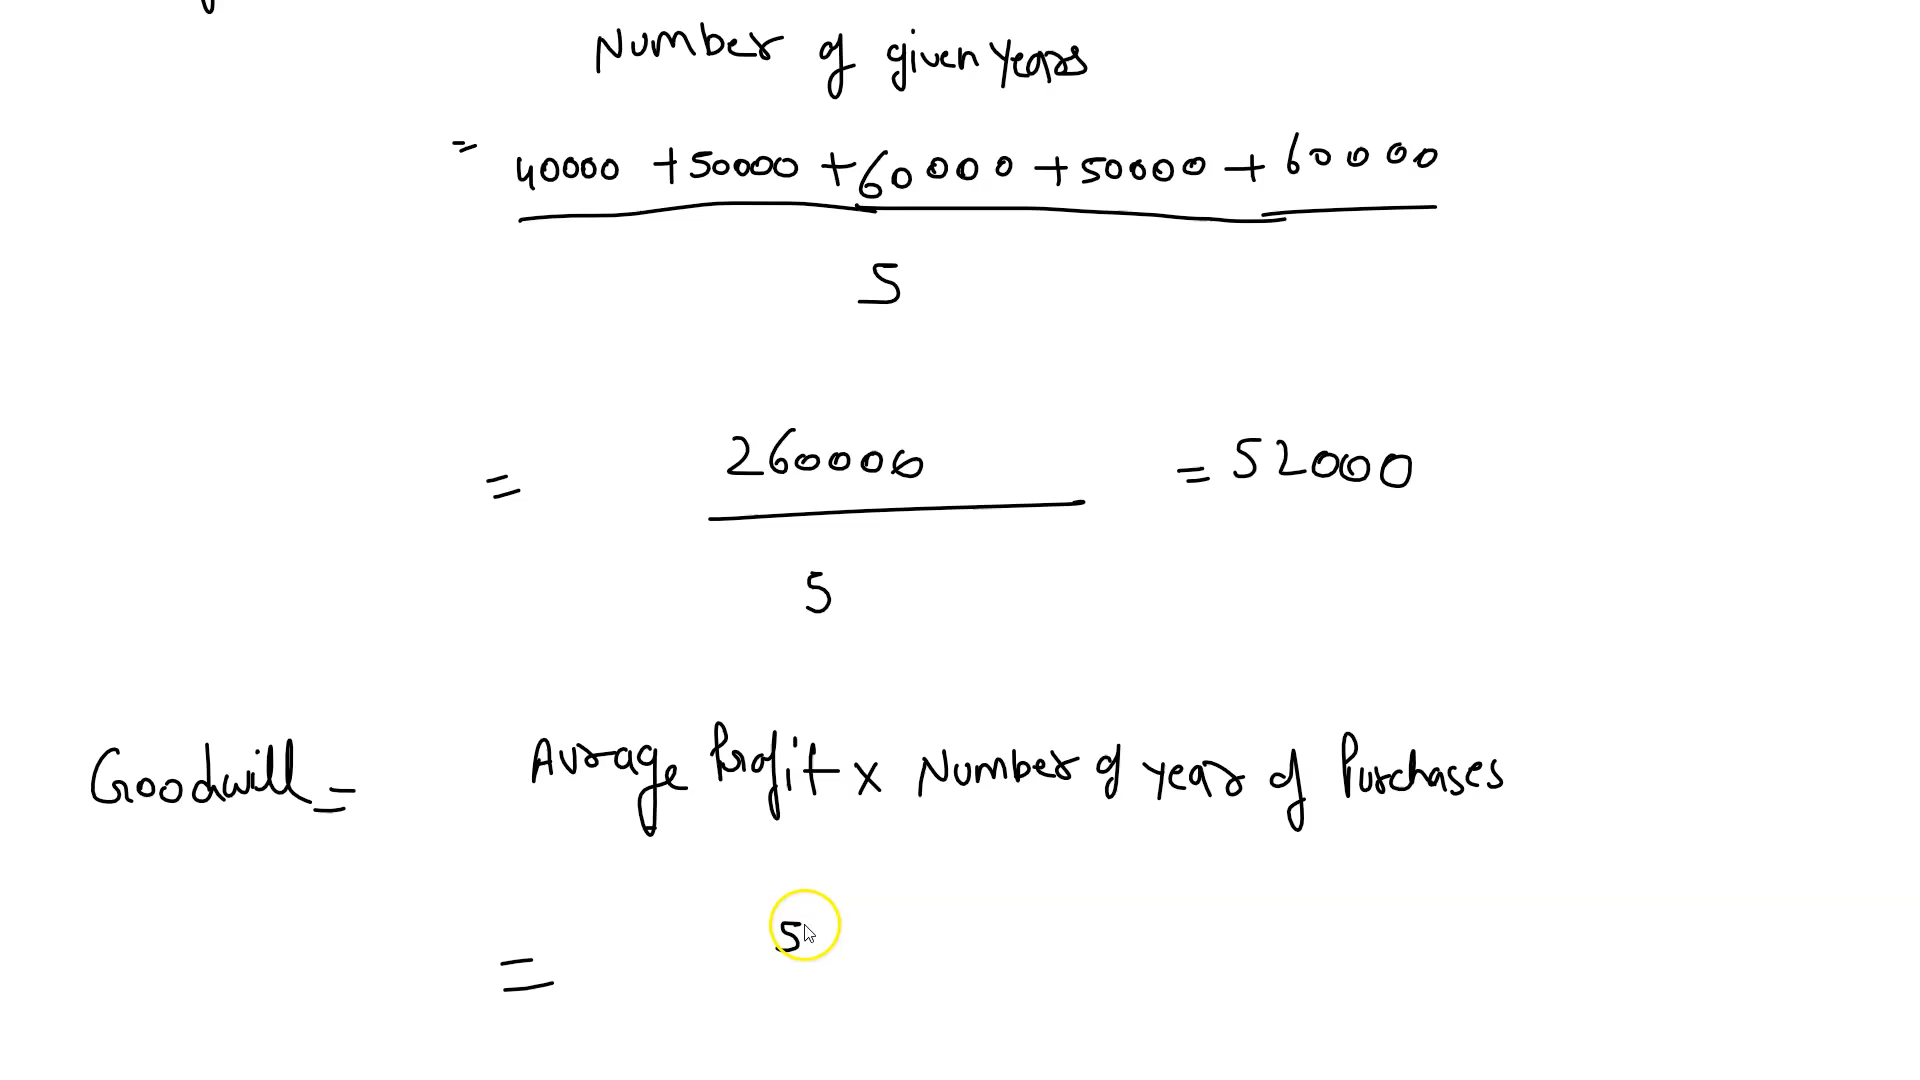 Number of given Years
= 40000 + 50000 + 60000 + 50000 + 60000
5
= 260000 = 52000
5
Goodwill = Average Profit x Number of year of Purchases
= 5